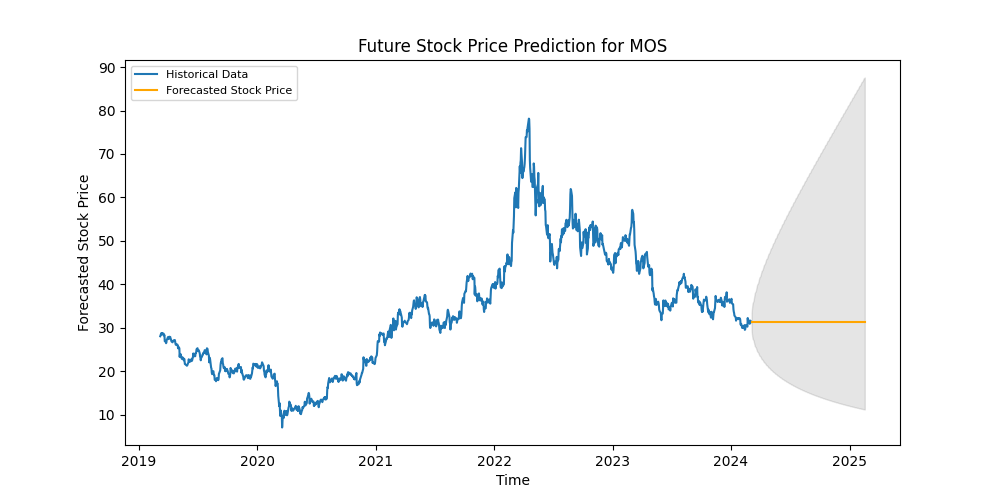 Future Stock Price Prediction for MOS
Historical Data
Forecasted Stock Price
90
80
70
60
50
40
30
20
10
Forecasted Stock Price
2019 2020 2021 2022 2023 2024 2025
Time